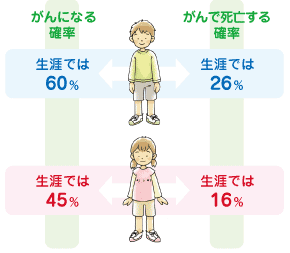 がんになる
確率
がんで死亡する
確率
生涯では
60%
生涯では
26%
生涯では
45%
生涯では
16%